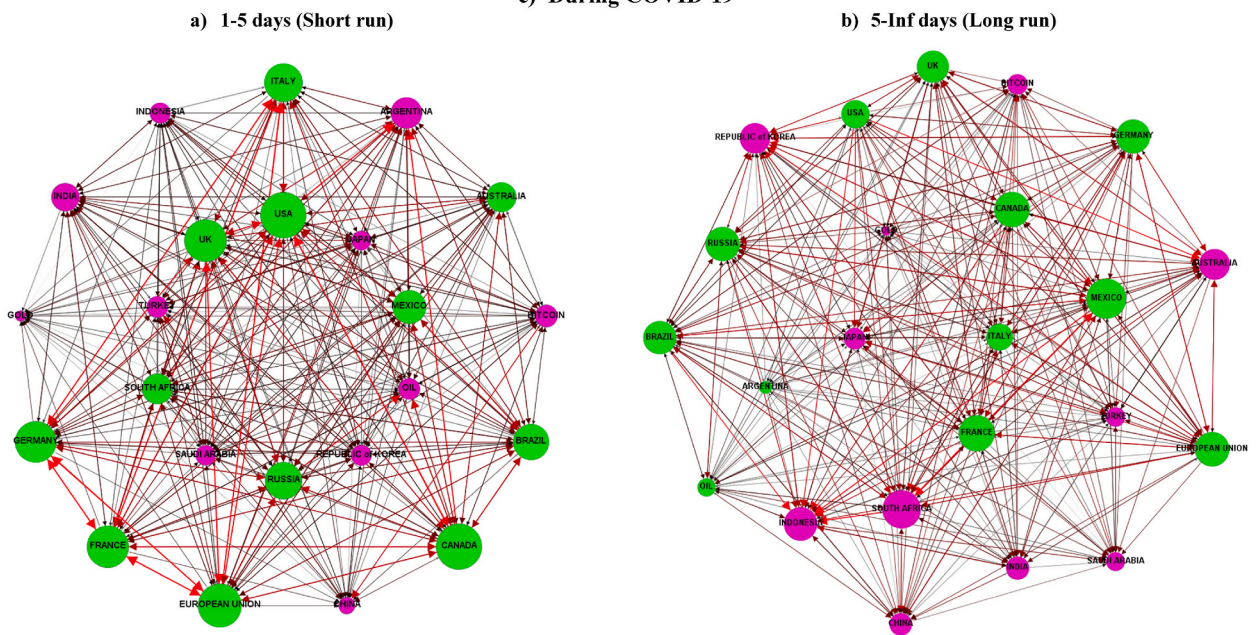 c) During COVID-19
a) 1-5 days (Short run)
b) 5-Inf days (Long run)
ITALY
INDONESIA
ARGENTINA
INDIA
AUSTRALIA
USA
UK
JAPAN
TURKEY
MEXICO
GOLD
BITCOIN
SOUTH AFRICA
OIL
GERMANY
BRAZIL
SAUDI ARABIA
REPUBLIC of KOREA
RUSSIA
FRANCE
CANADA
EUROPEAN UNION
CHINA
UK
BITCOIN
USA
REPUBLIC of KOREA
GERMANY
CANADA
RUSSIA
AUSTRALIA
MEXICO
BRAZIL
JAPAN
ITALY
ARGENTINA
TURKEY
FRANCE
EUROPEAN UNION
OIL
SOUTH AFRICA
INDONESIA
INDIA
SAUDI ARABIA
CHINA